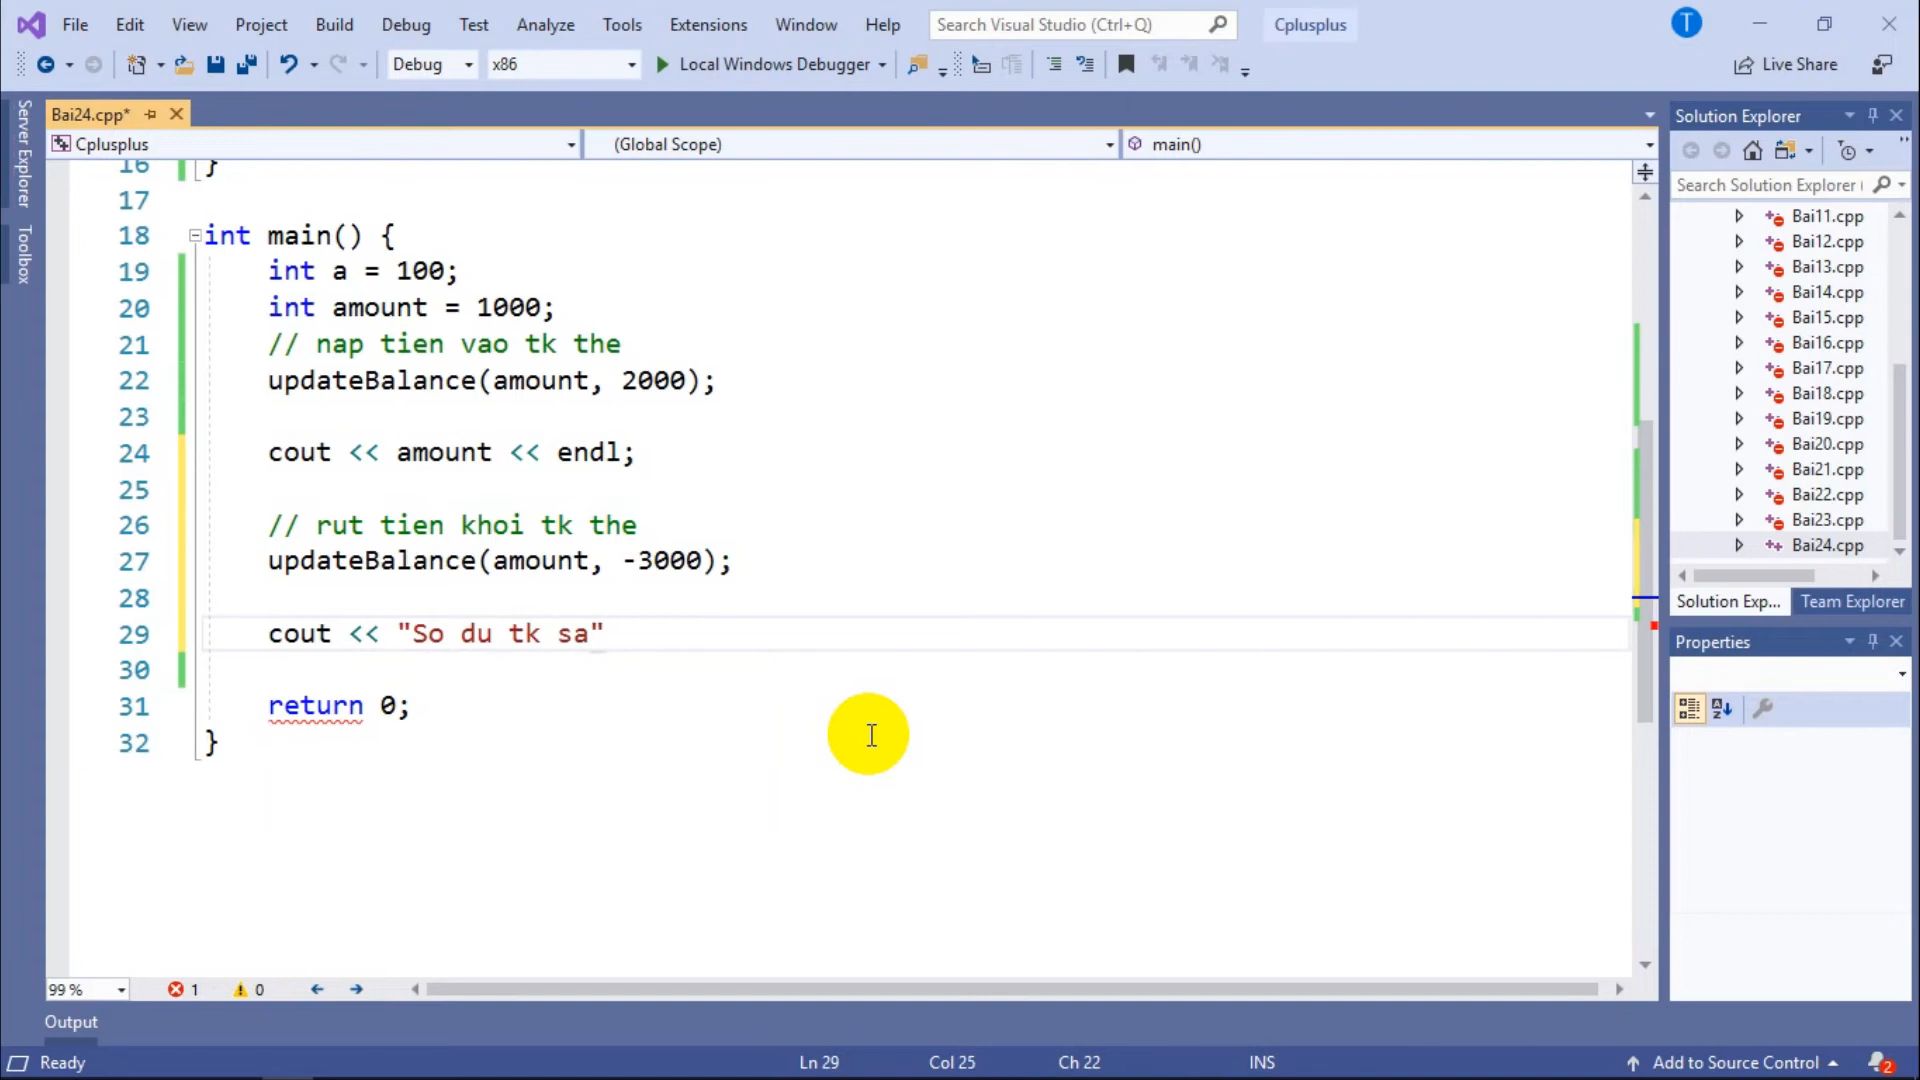 File Edit View Project Build Debug Test Analyze Tools Extensions Window Help Search Visual Studio (Ctrl+Q) Cplusplus T
Debug x86 Local Windows Debugger Live Share
Server Explorer
Toolbox
Bai24.cpp*
Cplusplus (Global Scope) main()
16 }
17
18 int main() {
19 int a = 100;
20 int amount = 1000;
21 // nap tien vao tk the
22 updateBalance(amount, 2000);
23
24 cout << amount << endl;
25
26 // rut tien khoi tk the
27 updateBalance(amount, -3000);
28
29 cout << "So du tk sa"
30
31 return 0;
32 }
99 % 1 0
Output
Ready Ln 29 Col 25 Ch 22 INS Add to Source Control 2
Solution Explorer
Search Solution Explorer (
Bai11.cpp
Bai12.cpp
Bai13.cpp
Bai14.cpp
Bai15.cpp
Bai16.cpp
Bai17.cpp
Bai18.cpp
Bai19.cpp
Bai20.cpp
Bai21.cpp
Bai22.cpp
Bai23.cpp
Bai24.cpp
Solution Exp... Team Explorer
Properties